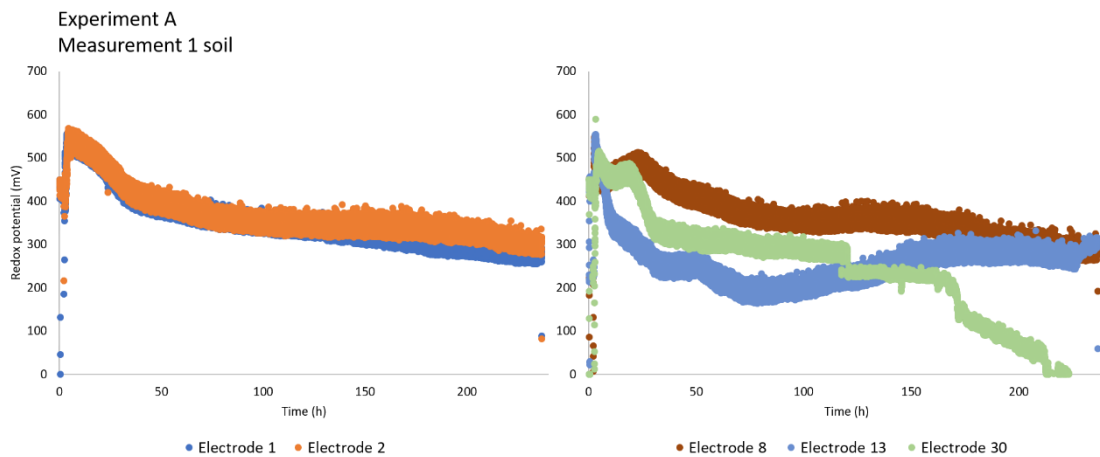 Experiment A
Measurement 1 soil
700
600
500
400
300
200
100
0
Redox potential (mV)
0 50 100 150 200
Time (h)
Electrode 1 Electrode 2
700
600
500
400
300
200
100
0
0 50 100 150 200
Time (h)
Electrode 8 Electrode 13 Electrode 30